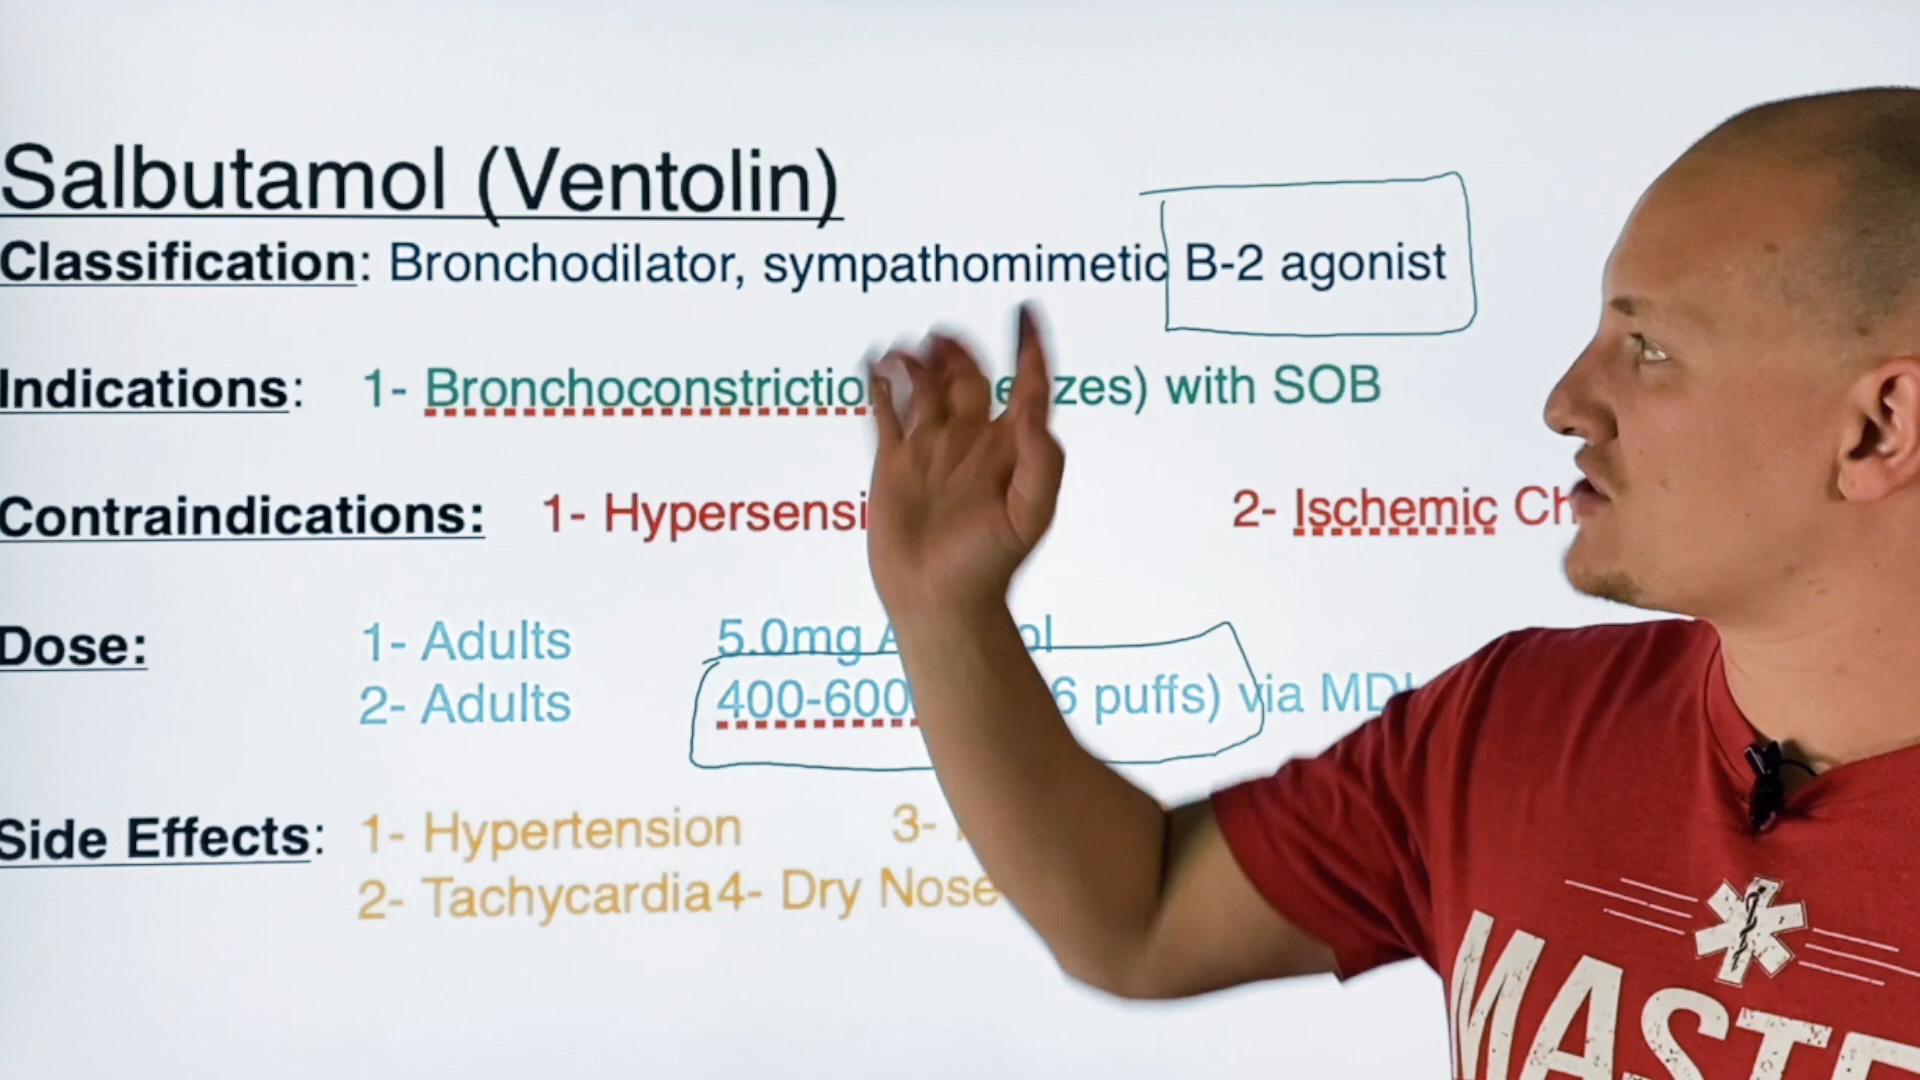 Salbutamol (Ventolin)
Classification: Bronchodilator, sympathomimetic B-2 agonist
Indications: 1- Bronchoconstrictio zes) with SOB
Contraindications: 1- Hypersensi 2- Ischemic Ch
Dose: 1- Adults 5.0mg A ol
2- Adults 400-600 6 puffs) via MDI
Side Effects: 1- Hypertension 3-
2- Tachycardia 4- Dry Nose
MASTE